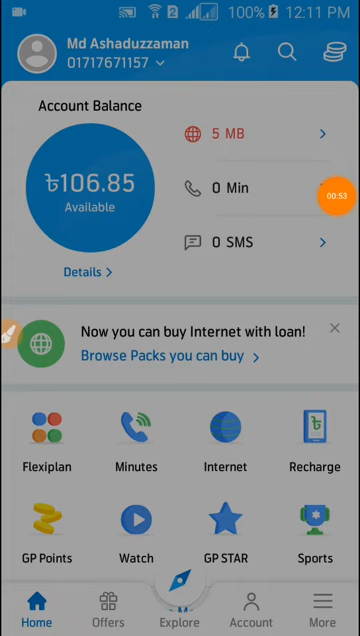 100% 12:11 PM
Md Ashaduzzaman
01717671157
Account Balance
৳106.85
Available
Details
5 MB
0 Min
0 SMS
00:53
Now you can buy Internet with loan!
Browse Packs you can buy
Flexiplan Minutes Internet Recharge
GP Points Watch GP STAR Sports
Home Offers Explore Account More